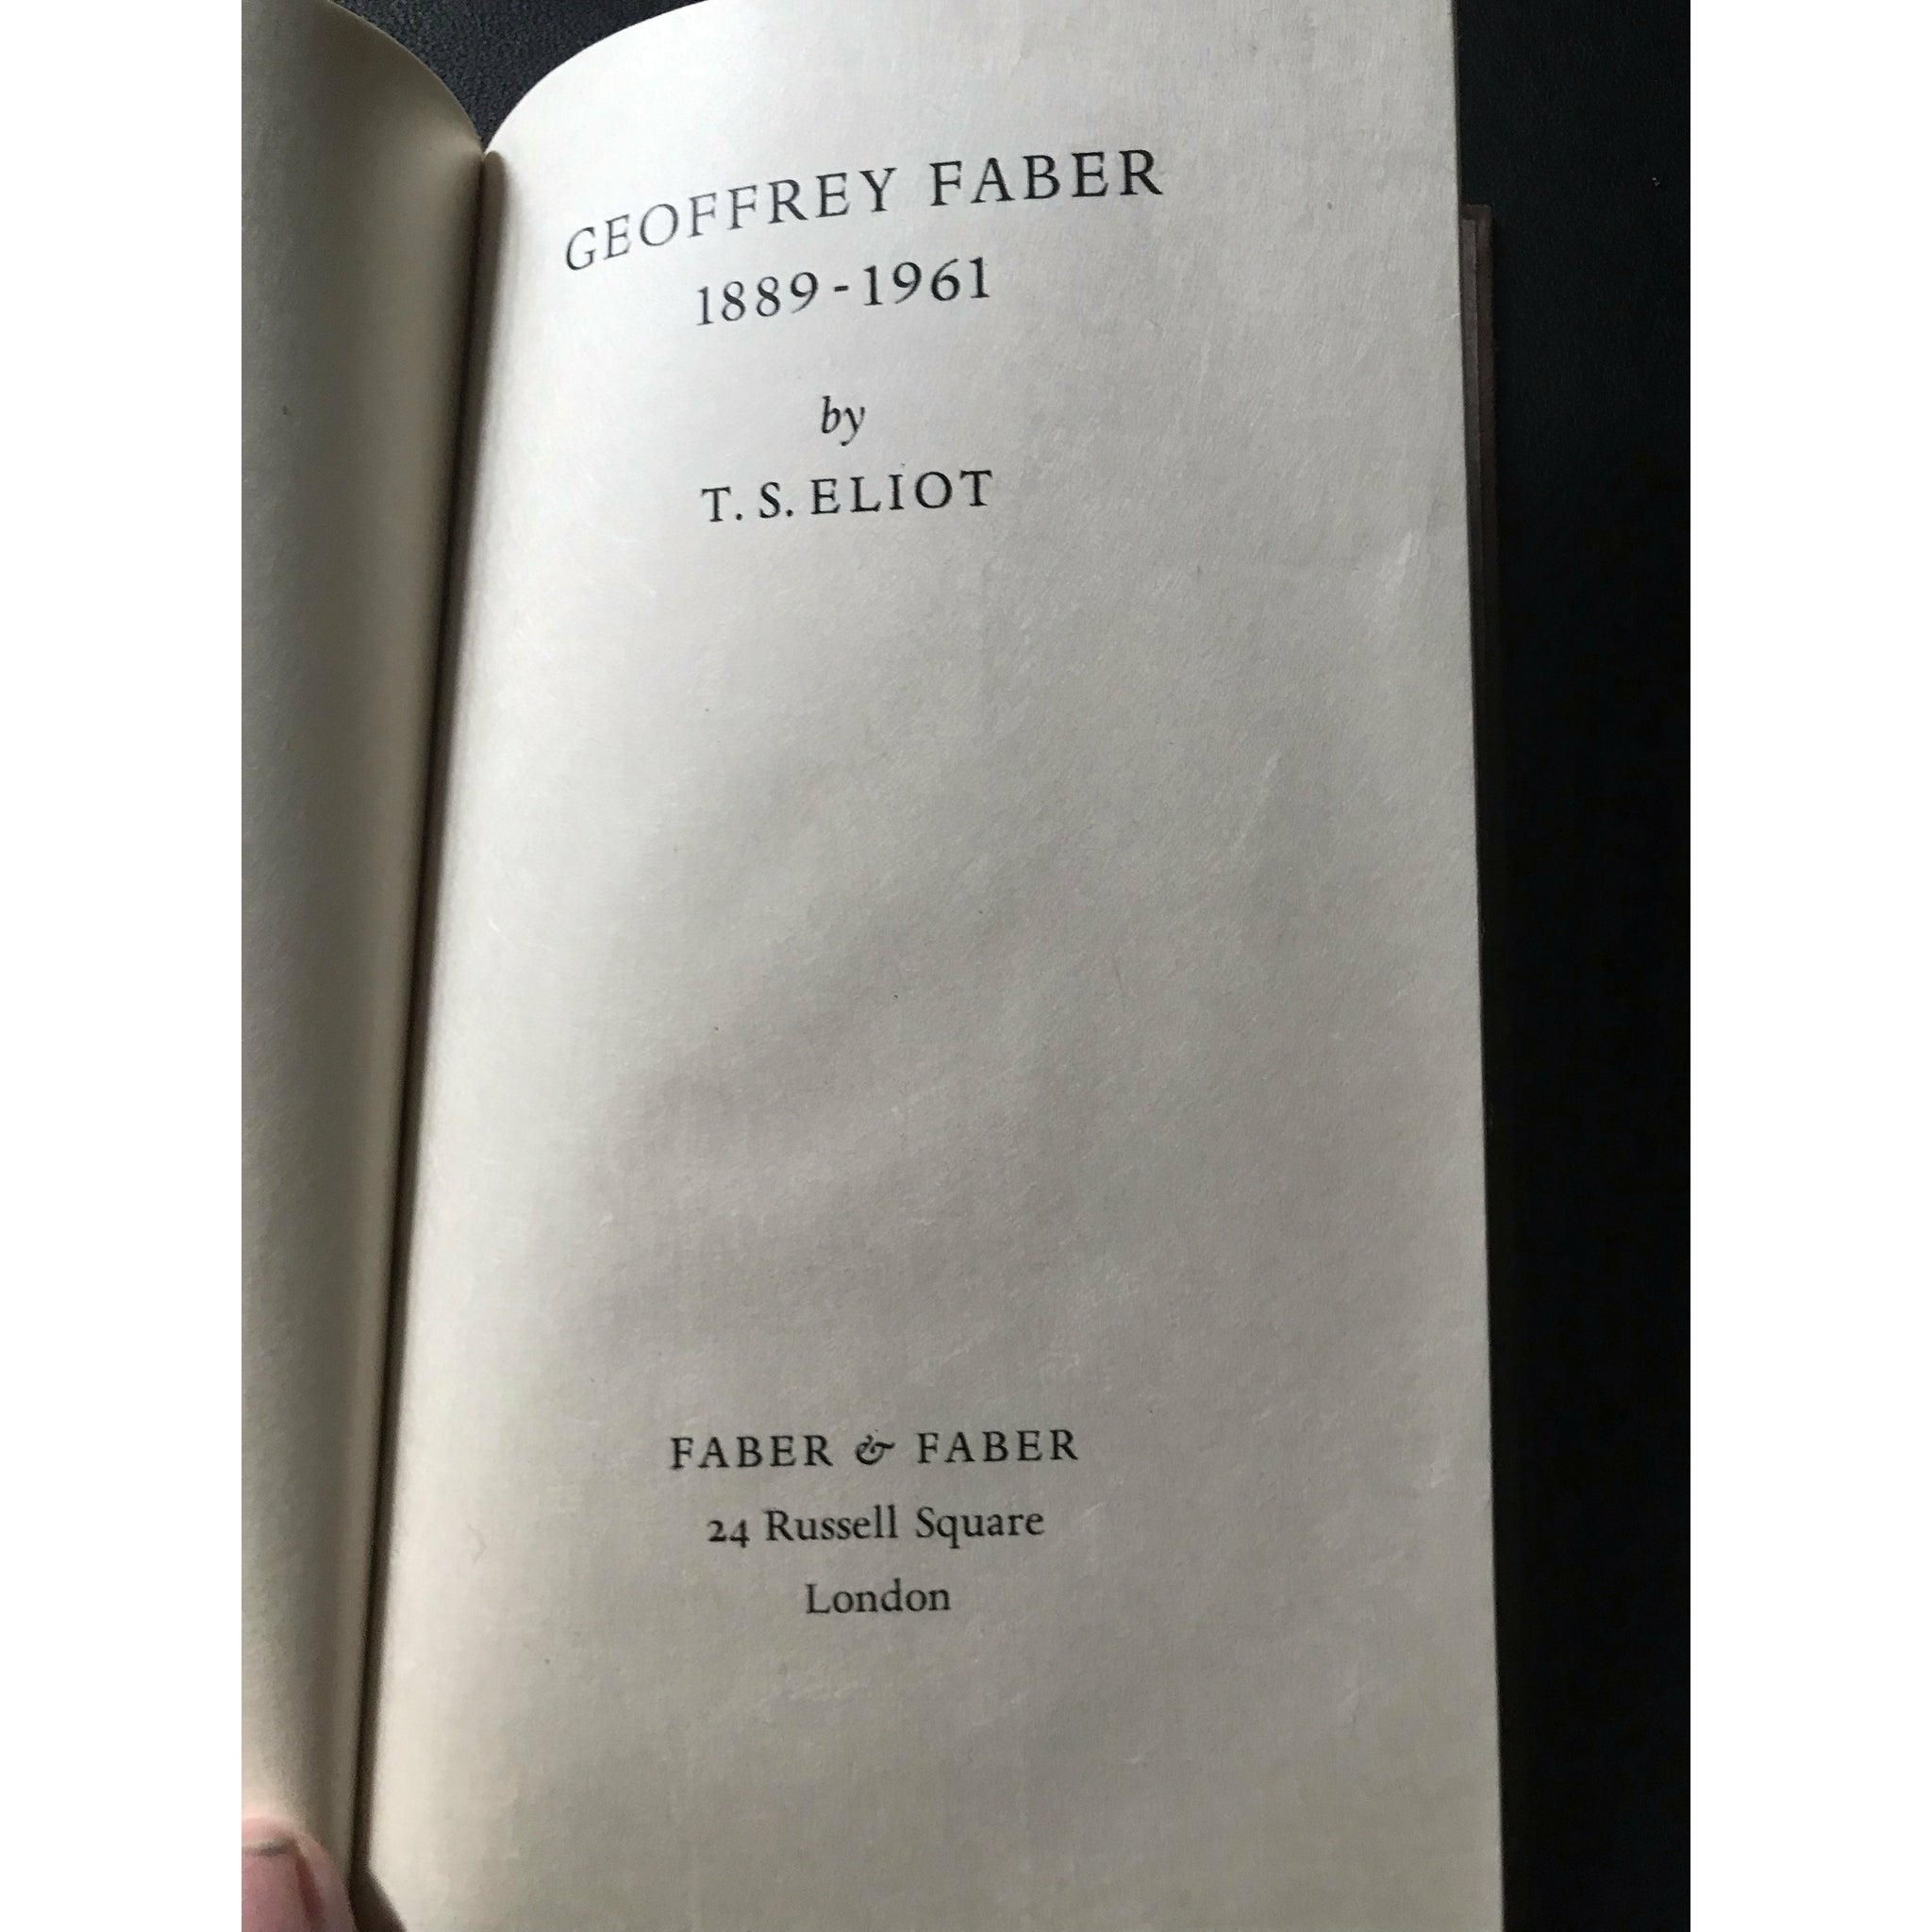 GEOFFREY FABER
1889-1961
by
T. S. ELIOT
FABER & FABER
24 Russell Square
London